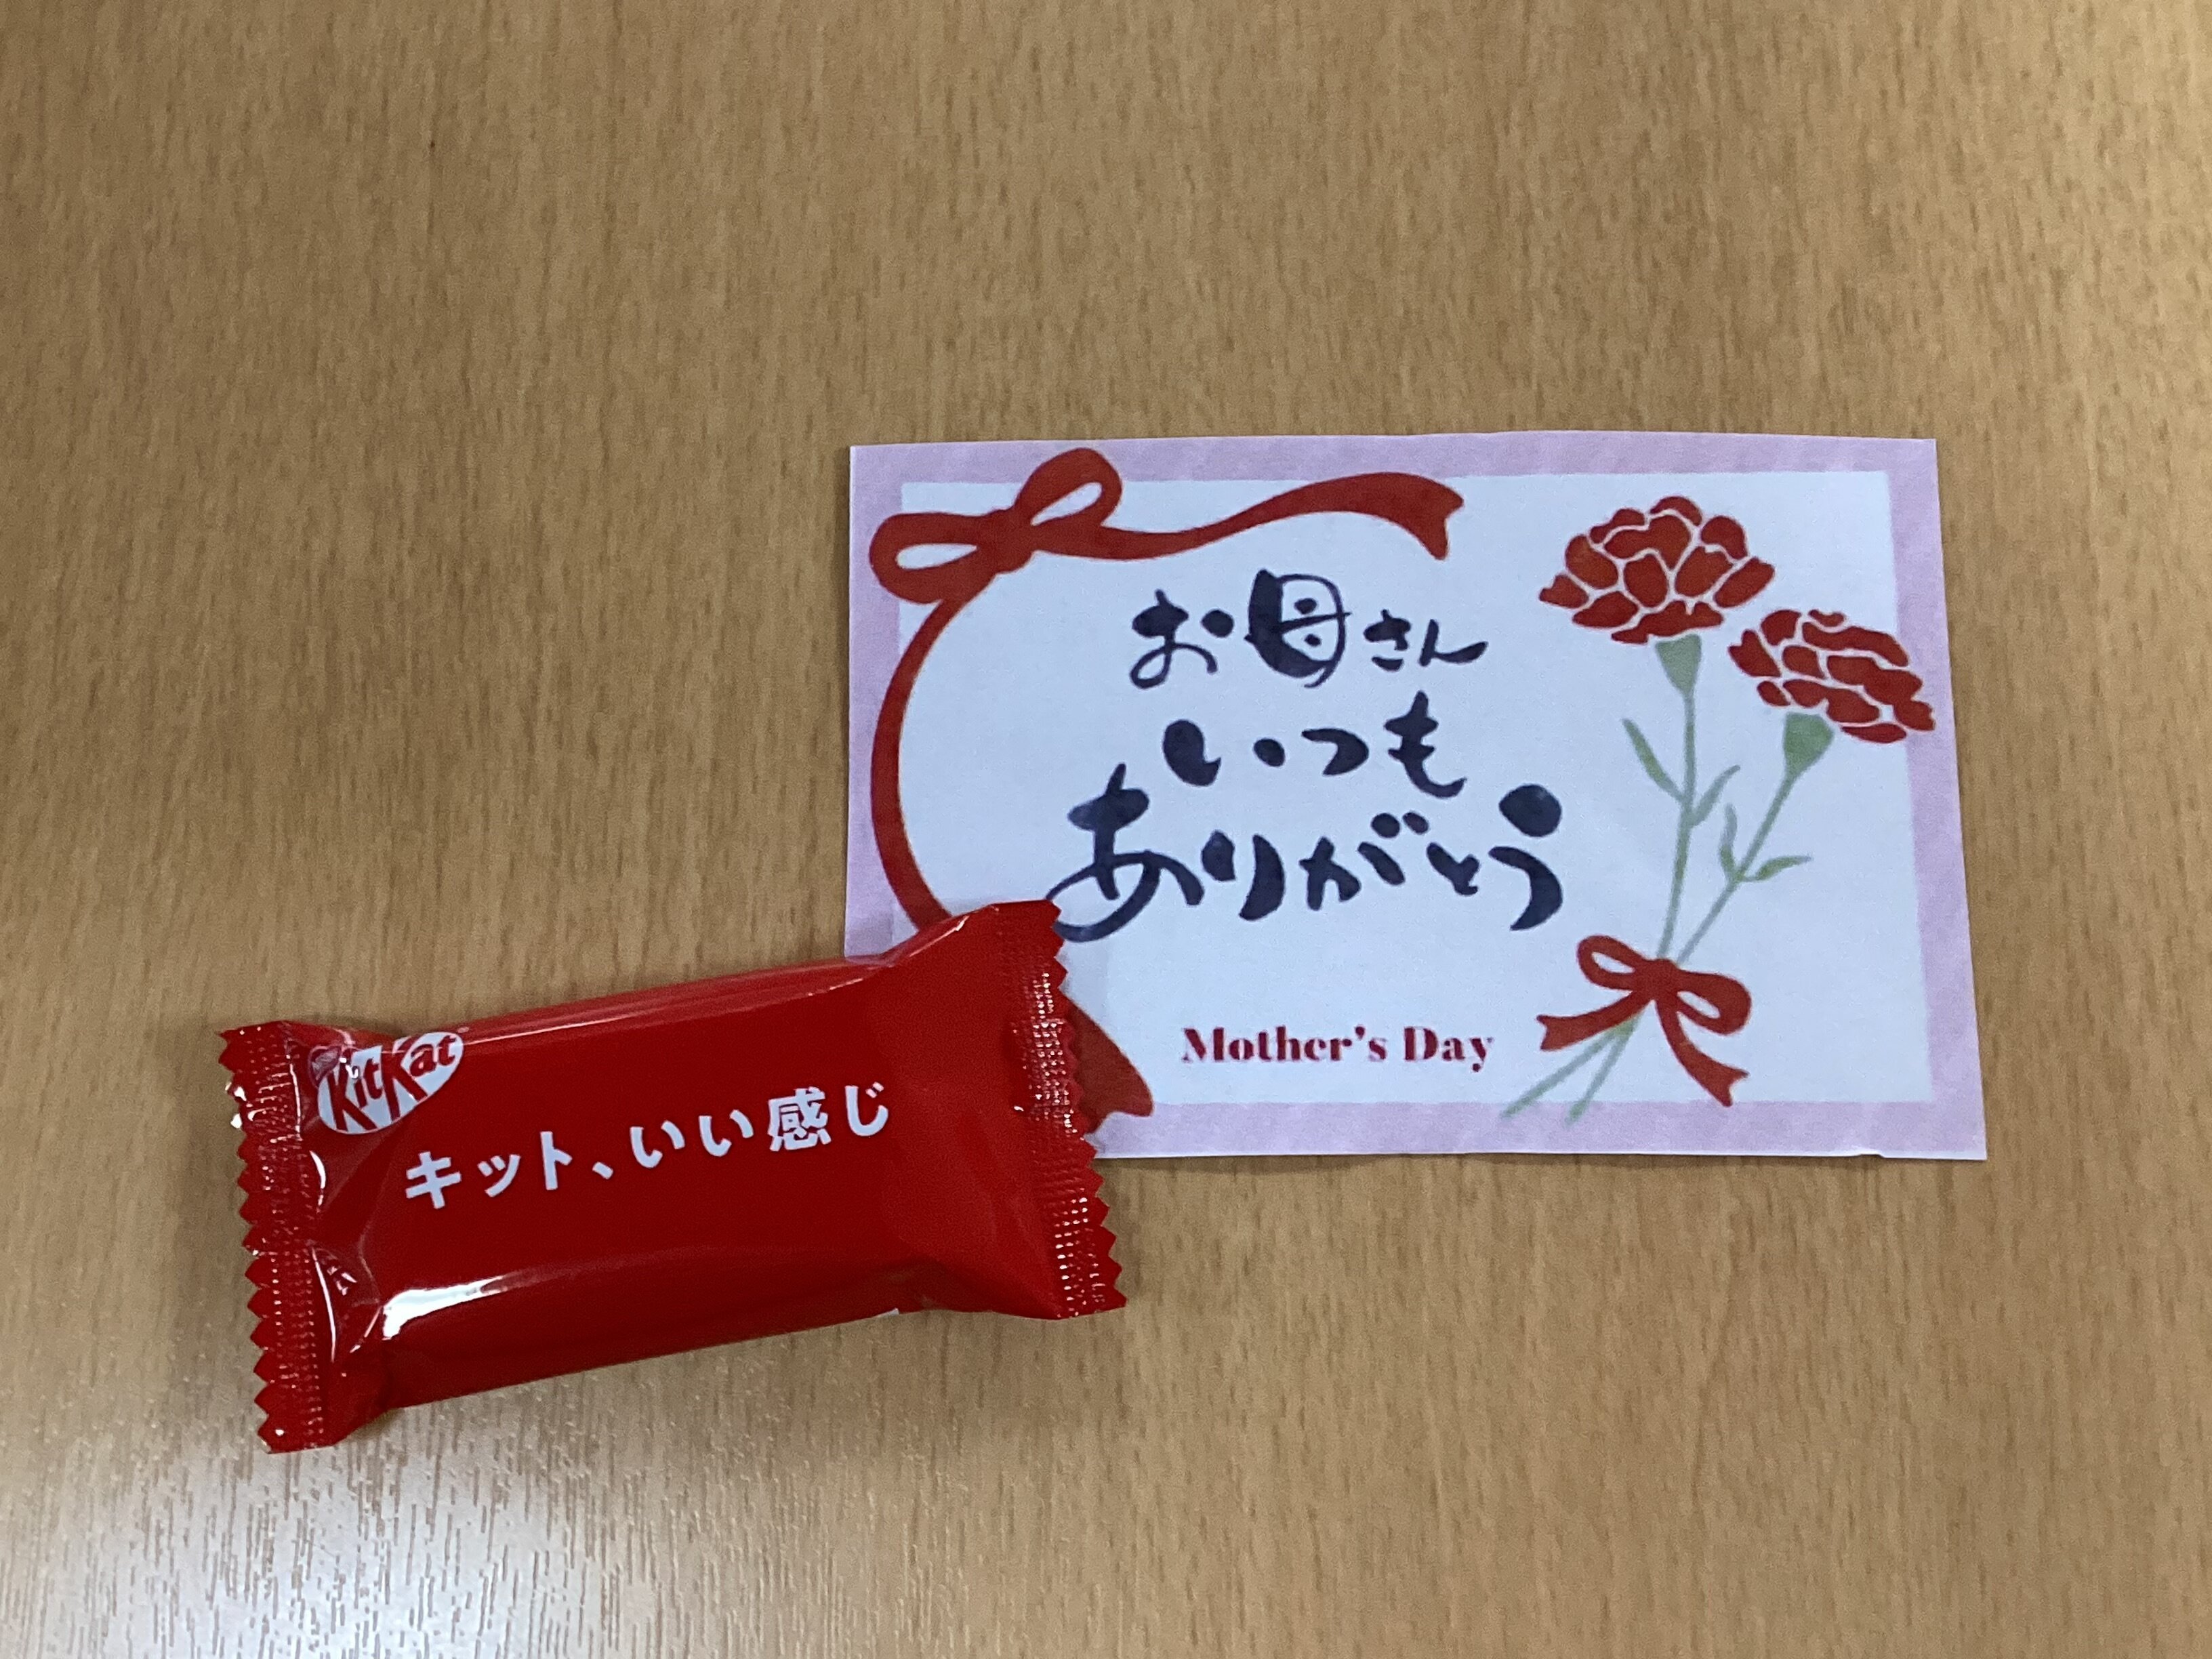 お母さん
いつも
ありがとう
Mother's Day
KitKat
キット、いい感じ